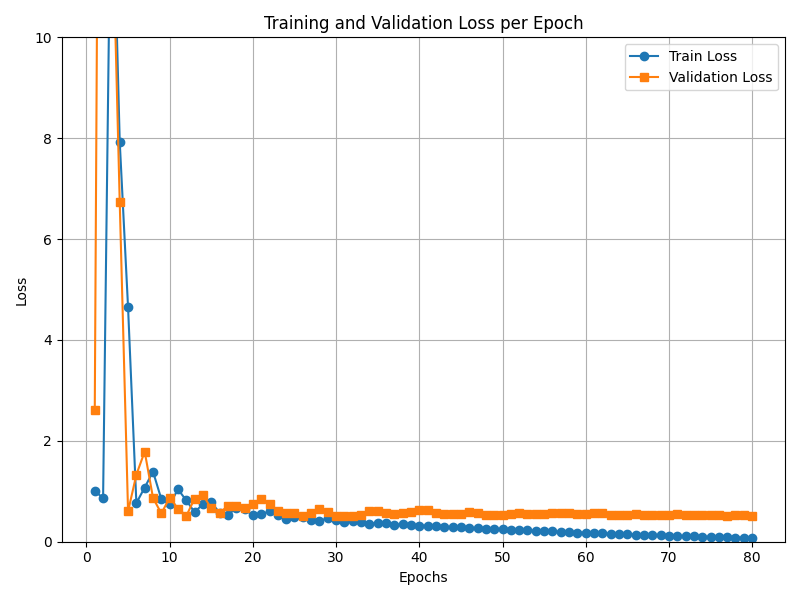 Training and Validation Loss per Epoch
Train Loss
Validation Loss
Loss
10
8
6
4
2
0
0 10 20 30 40 50 60 70 80
Epochs